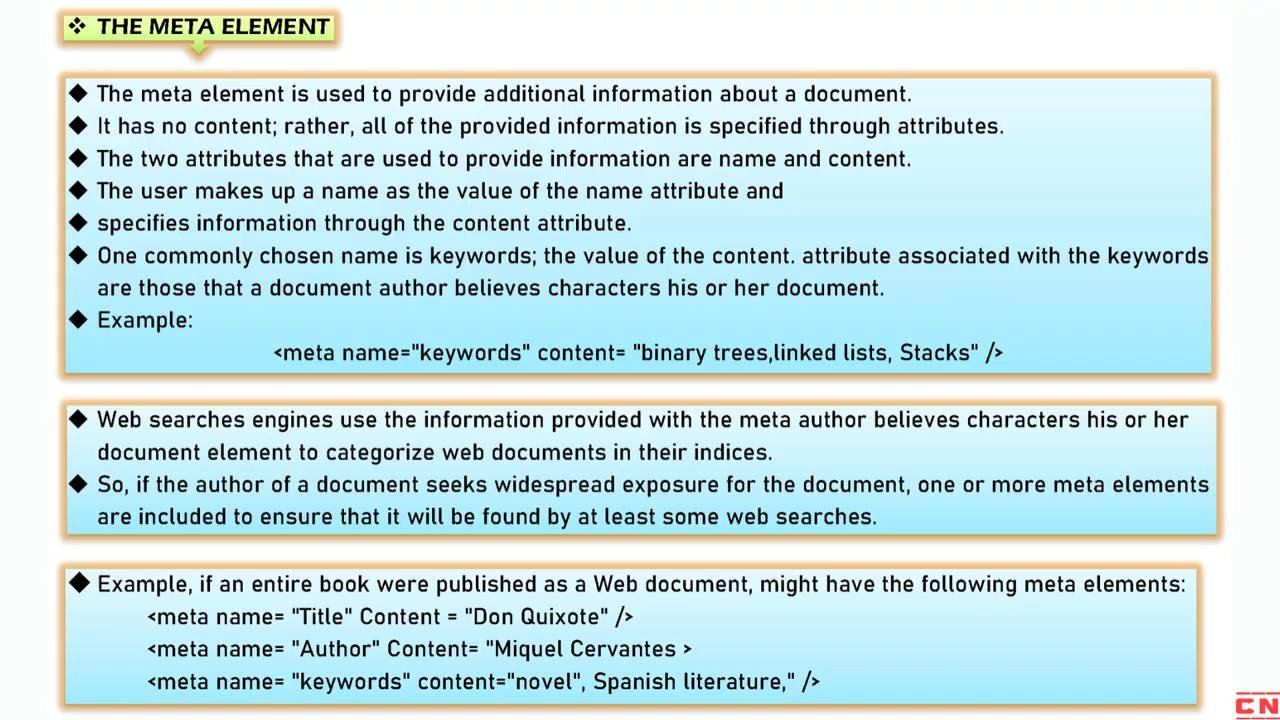 ❖ THE META ELEMENT
◆ The meta element is used to provide additional information about a document.
◆ It has no content; rather, all of the provided information is specified through attributes.
◆ The two attributes that are used to provide information are name and content.
◆ The user makes up a name as the value of the name attribute and
◆ specifies information through the content attribute.
◆ One commonly chosen name is keywords; the value of the content. attribute associated with the keywords
are those that a document author believes characters his or her document.
◆ Example:
<meta name="keywords" content= "binary trees,linked lists, Stacks" />
◆ Web searches engines use the information provided with the meta author believes characters his or her
document element to categorize web documents in their indices.
◆ So, if the author of a document seeks widespread exposure for the document, one or more meta elements
are included to ensure that it will be found by at least some web searches.
◆ Example, if an entire book were published as a Web document, might have the following meta elements:
<meta name= "Title" Content = "Don Quixote" />
<meta name= "Author" Content= "Miquel Cervantes >
<meta name= "keywords" content="novel", Spanish literature," />
CN